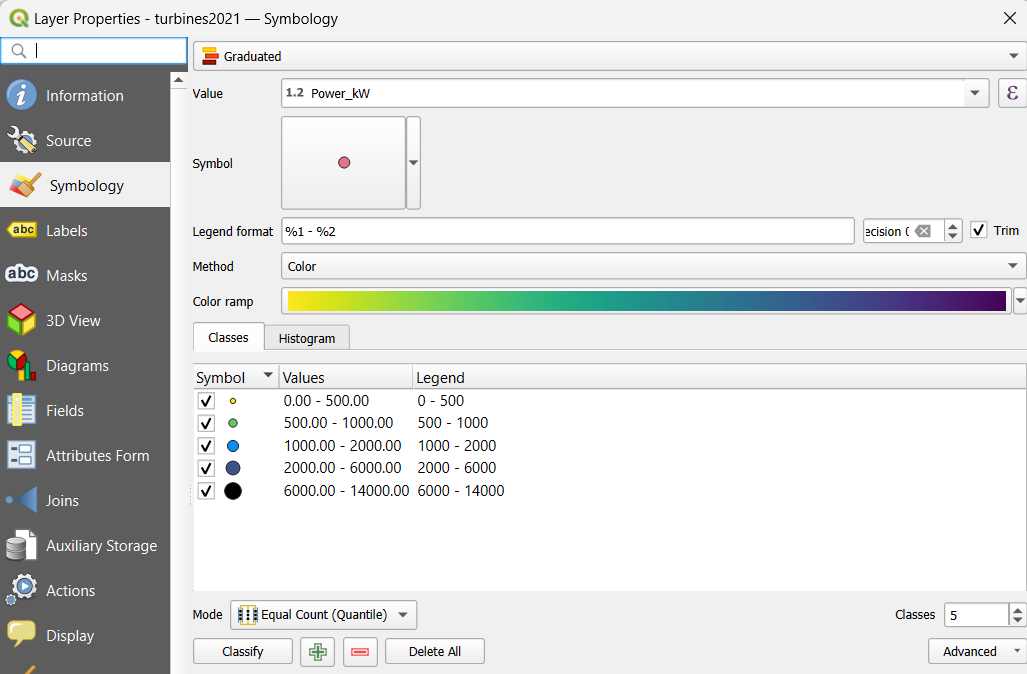 Layer Properties - turbines2021 — Symbology
Graduated
Information
Source
Symbology
abc Labels
abc Masks
3D View
Diagrams
Fields
Attributes Form
Joins
Auxiliary Storage
Actions
Display
Value 1.2 Power_kW ε
Symbol
Legend format %1 - %2 ecision 0 Trim
Method Color
Color ramp
Classes Histogram
Symbol Values Legend
0.00 - 500.00 0 - 500
500.00 - 1000.00 500 - 1000
1000.00 - 2000.00 1000 - 2000
2000.00 - 6000.00 2000 - 6000
6000.00 - 14000.00 6000 - 14000
Mode Equal Count (Quantile) Classes 5
Classify Delete All Advanced